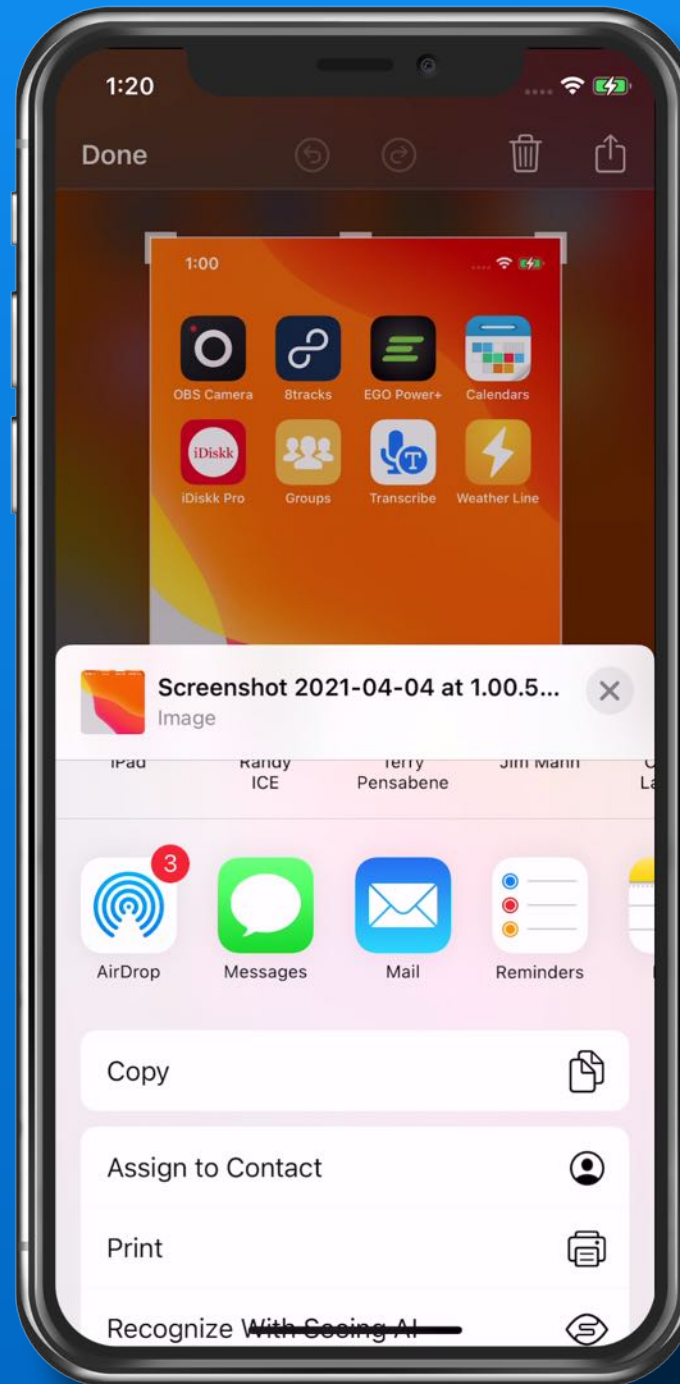 1:20
Done
1:00
OBS Camera 8tracks EGO Power+ Calendars
iDiskk
iDiskk Pro Groups Transcribe Weather Line
Screenshot 2021-04-04 at 1.00.5...
Image
iPad Randy Terry Jim Mann
ICE Pensabene
3
AirDrop Messages Mail Reminders
Copy
Assign to Contact
Print
Recognize With Seeing AI